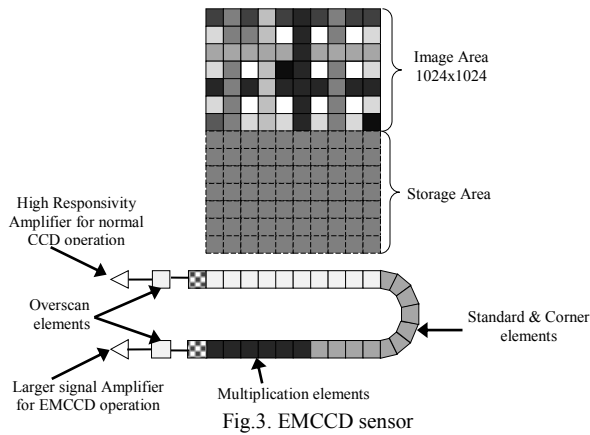 Image Area
1024x1024
Storage Area
High Responsivity
Amplifier for normal
CCD operation
Overscan
elements
Standard & Corner
elements
Larger signal Amplifier
for EMCCD operation
Multiplication elements
Fig.3. EMCCD sensor